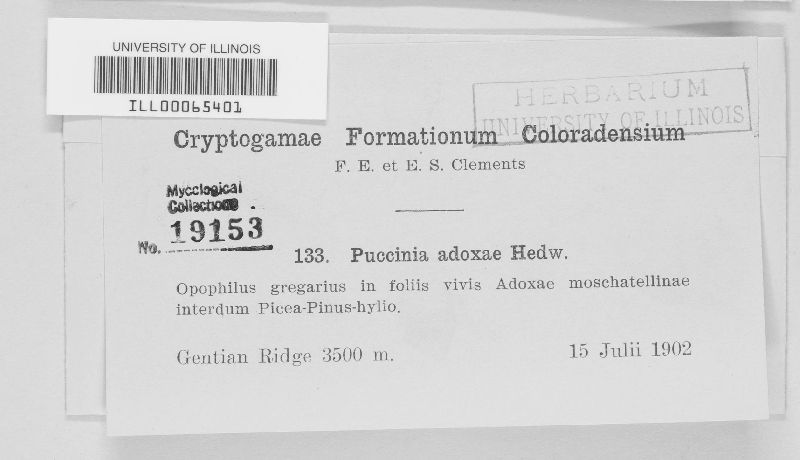 UNIVERSITY OF ILLINOIS
ILL00065401
HERBARIUM
UNIVERSITY OF ILLINOIS
Cryptogamae Formationum Coloradensium
F. E. et E. S. Clements
Mycological
Collections
No. 19153
133. Puccinia adoxae Hedw.
Opophilus gregarius in foliis vivis Adoxae moschatellinae
interdum Picea-Pinus-hylio.
Gentian Ridge 3500 m. 15 Julii 1902